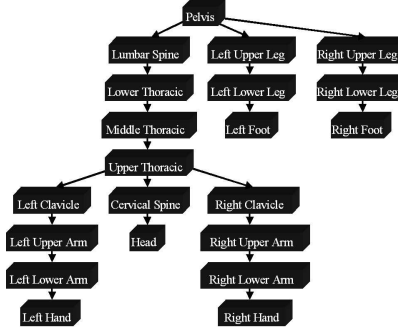 Pelvis
Lumbar Spine Left Upper Leg Right Upper Leg
Lower Thoracic Left Lower Leg Right Lower Leg
Middle Thoracic Left Foot Right Foot
Upper Thoracic
Left Clavicle Cervical Spine Right Clavicle
Left Upper Arm Head Right Upper Arm
Left Lower Arm Right Lower Arm
Left Hand Right Hand